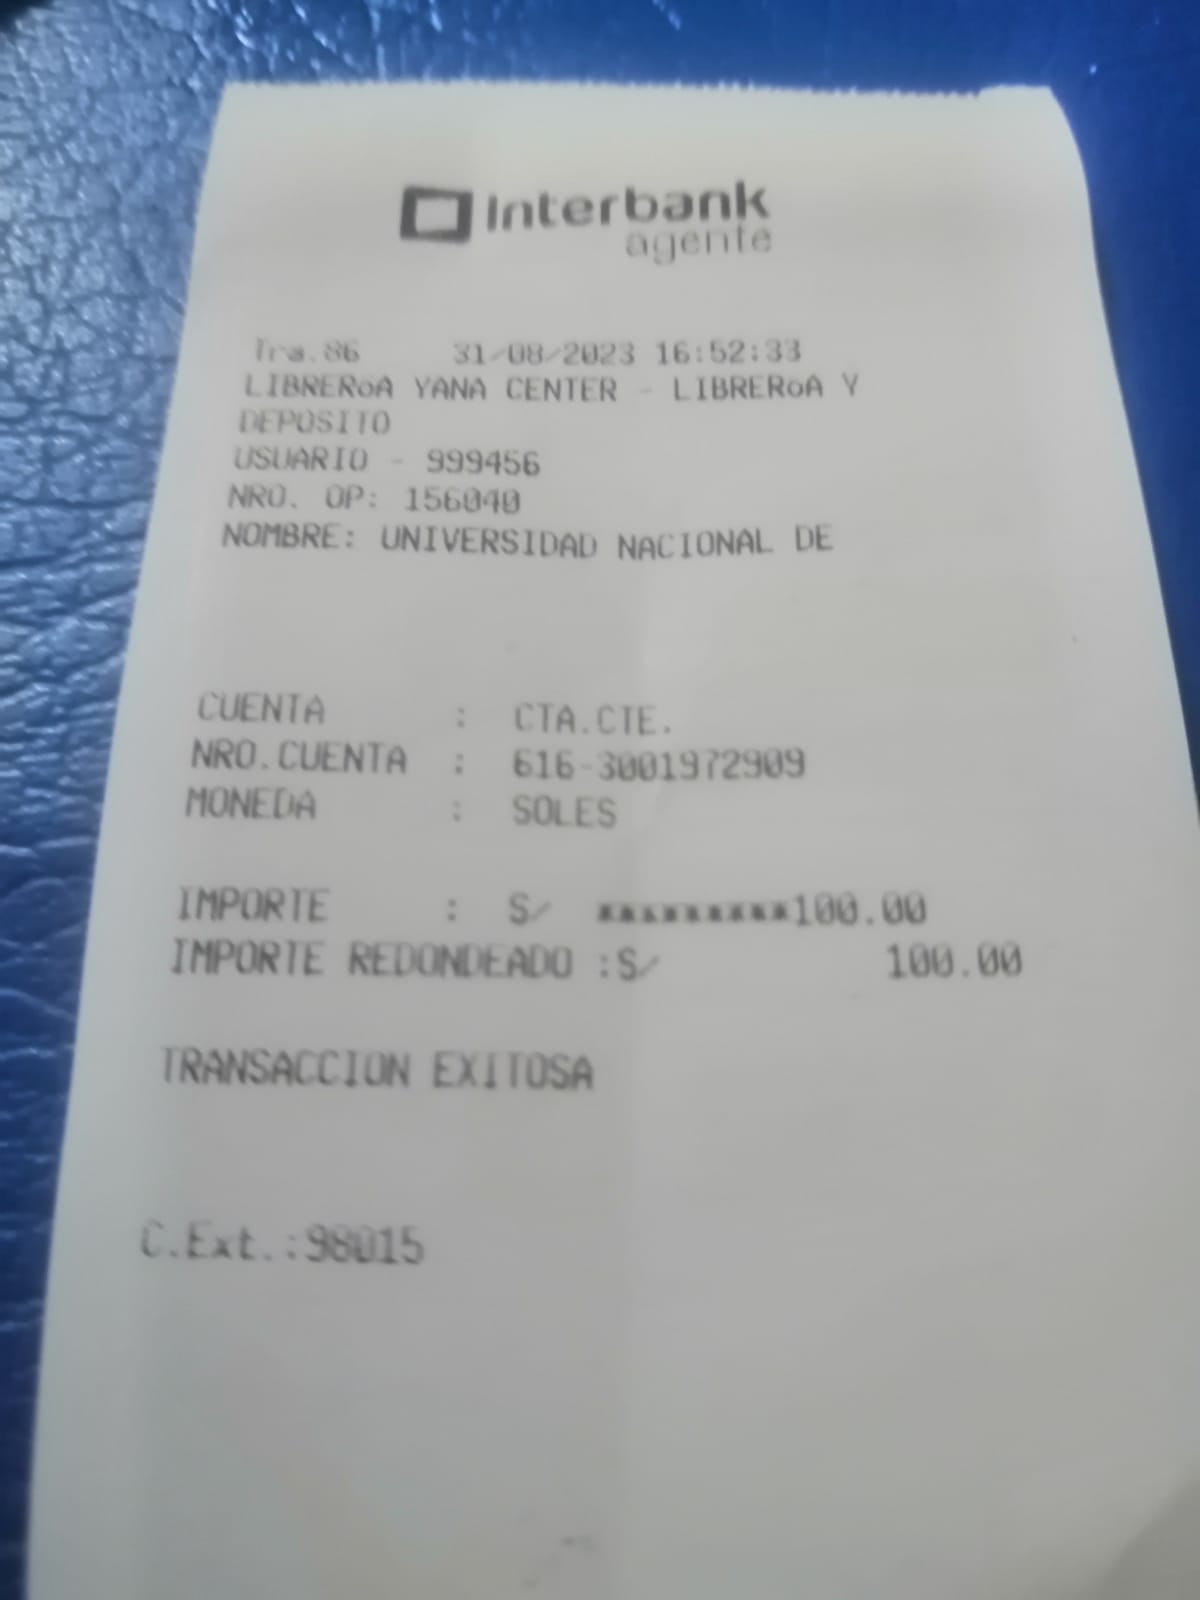 Interbank
agente
Tra.86 31/08/2023 16:52:33
LIBRERoA YANA CENTER - LIBRERoA Y
DEPOSITO
USUARIO - 999456
NRO. OP: 156040
NOMBRE: UNIVERSIDAD NACIONAL DE
CUENTA : CTA.CTE.
NRO.CUENTA : 616-3001972909
MONEDA : SOLES
IMPORTE : S/ *********100.00
IMPORTE REDONDEADO :S/ 100.00
TRANSACCION EXITOSA
C.Ext.:98015